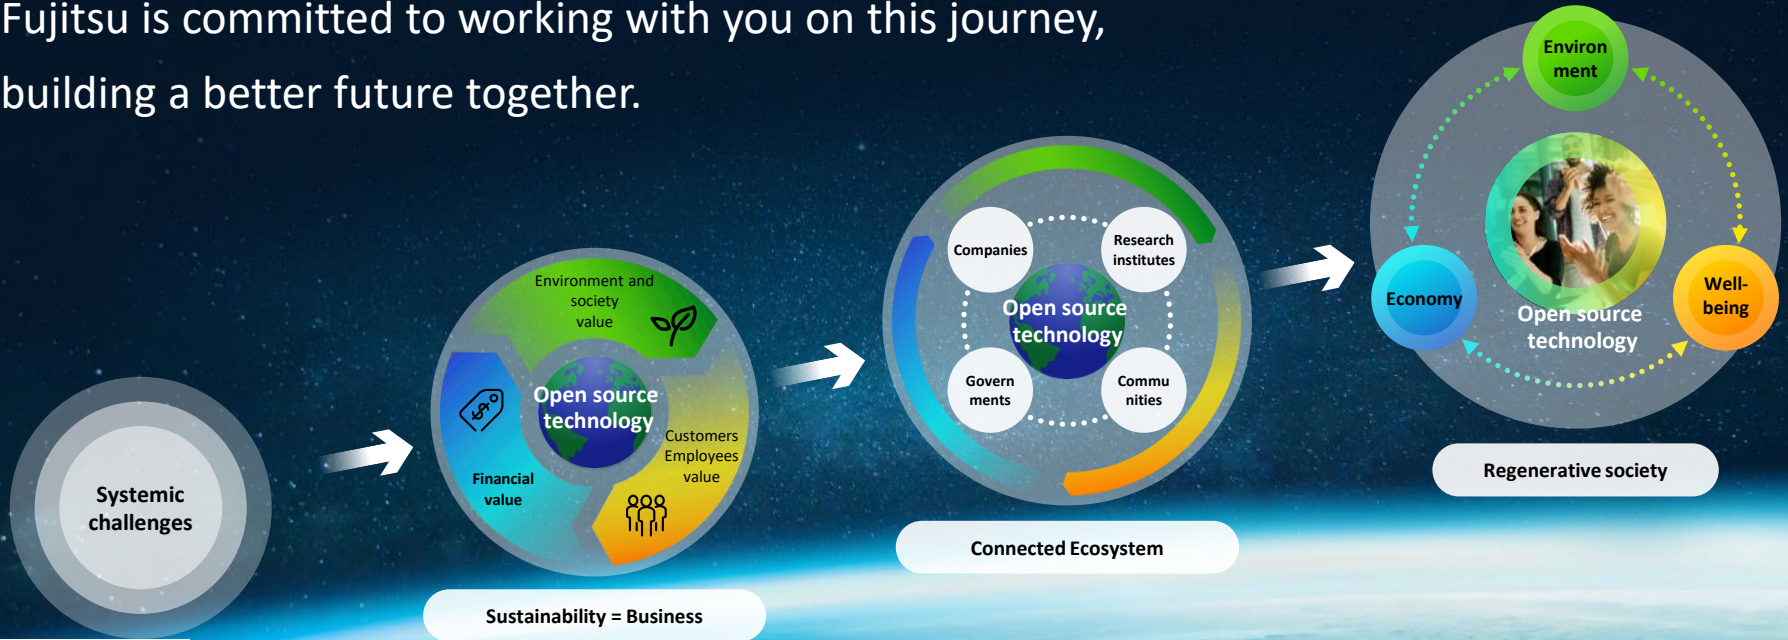 Fujitsu is committed to working with you on this journey,
building a better future together.
Systemic
challenges
Environment and
society
value
Open source
technology
Customers
Employees
value
Financial
value
Sustainability = Business
Companies
Research
institutes
Open source
technology
Govern
ments
Commu
nities
Connected Ecosystem
Environ
ment
Economy
Well-
being
Open source
technology
Regenerative society